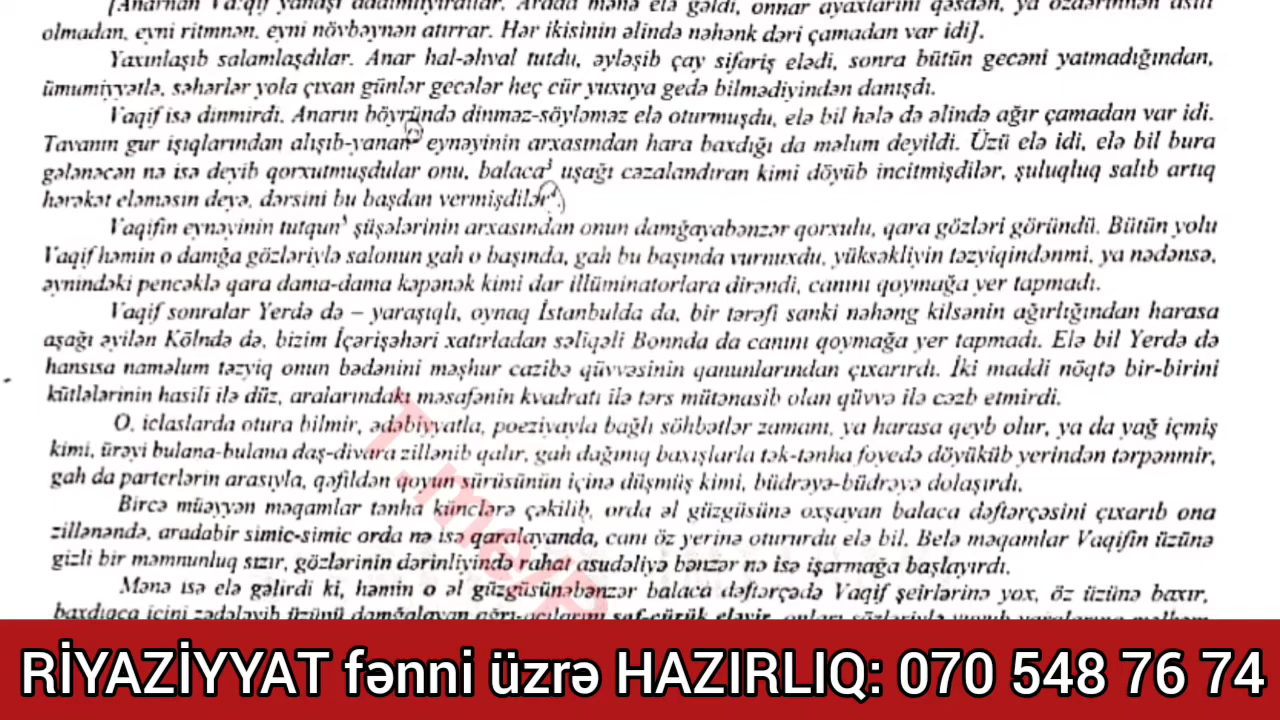 [Anarnan Vaqif yanaşı addımlıyırdılar. Arada mənə elə gəldi, onnar ayaxlarını qəsdən, ya özdərinnən asılı
olmadan, eyni ritmnən, eyni növbəynən atırrar. Hər ikisinin əlində nəhənk dəri çamadan var idi].
Yaxınlaşıb salamlaşdılar. Anar hal-əhval tutdu, əyləşib çay sifariş elədi, sonra bütün gecəni yatmadığından,
ümumiyyətlə, səhərlər yola çıxan günlər gecələr heç cür yuxuya gedə bilmədiyindən danışdı.
Vaqif isə dinmirdi. Anarın böyründə dinməz-söyləməz elə oturmuşdu, elə bil hələ də əlində ağır çamadan var idi.
Tavanın gur işıqlarından alışıb-yanan² eynəyinin arxasından hara baxdığı da məlum deyildi. Üzü elə idi, elə bil bura
gələnəcən nə isə deyib qorxutmuşdular onu, balaca³ uşağı cəzalandıran kimi döyüb incitmişdilər, şuluqluq salıb artıq
hərəkət eləməsin deyə, dərsini bu başdan vermişdilər⁴.
Vaqifin eynəyinin tutqun⁵ şüşələrinin arxasından onun damğayabənzər qorxulu, qara gözləri göründü. Bütün yolu
Vaqif həmin o damğa gözləriylə salonun gah o başında, gah bu başında vurnuxdu, yüksəkliyin təzyiqindənmi, ya nədənsə,
əynindəki pencəklə qara dama-dama kəpənək kimi dar illüminatorlara dirəndi, canını qoymağa yer tapmadı.
Vaqif sonralar Yerdə də – yaraşıqlı, oynaq İstanbulda da, bir tərəfi sanki nəhəng kilsənin ağırlığından harasa
aşağı əyilən Kölndə də, bizim İçərişəhəri xatırladan səliqəli Bonnda da canını qoymağa yer tapmadı. Elə bil Yerdə də
hansısa naməlum təzyiq onun bədənini məşhur cazibə qüvvəsinin qanunlarından çıxarırdı. İki maddi nöqtə bir-birini
kütlələrinin hasili ilə düz, aralarındakı məsafənin kvadratı ilə tərs mütənasib olan qüvvə ilə cəzb etmirdi.
O, iclaslarda otura bilmir, ədəbiyyatla, poeziyayla bağlı söhbətlər zamanı, ya harasa qeyb olur, ya da yağ içmiş
kimi, ürəyi bulana-bulana daş-divara zillənib qalır, gah dağınıq baxışlarla tək-tənha foyedə döyüküb yerindən tərpənmir,
gah da parterlərin arasıyla, qəfildən qoyun sürüsünün içinə düşmüş kimi, büdrəyə-büdrəyə dolaşırdı.
Bircə müəyyən məqamlar tənha künclərə çəkilib, orda əl güzgüsünə oxşayan balaca dəftərçəsini çıxarıb ona
zillənəndə, aradabir simic-simic orda nə isə qaralayanda, canı öz yerinə otururdu elə bil. Belə məqamlar Vaqifin üzünə
gizli bir məmnunluq sızır, gözlərinin dərinliyində rahat asudəliyə bənzər nə isə işarmağa başlayırdı.
Mənə isə elə gəlirdi ki, həmin o əl güzgüsünəbənzər balaca dəftərçədə Vaqif şeirlərinə yox, öz üzünə baxır,
baxdıqca içini zədələyib üzünü damğalayan ağrı-acılarını saf-çürük eləyir,
T.me/P
RİYAZİYYAT fənni üzrə HAZIRLIQ: 070 548 76 74